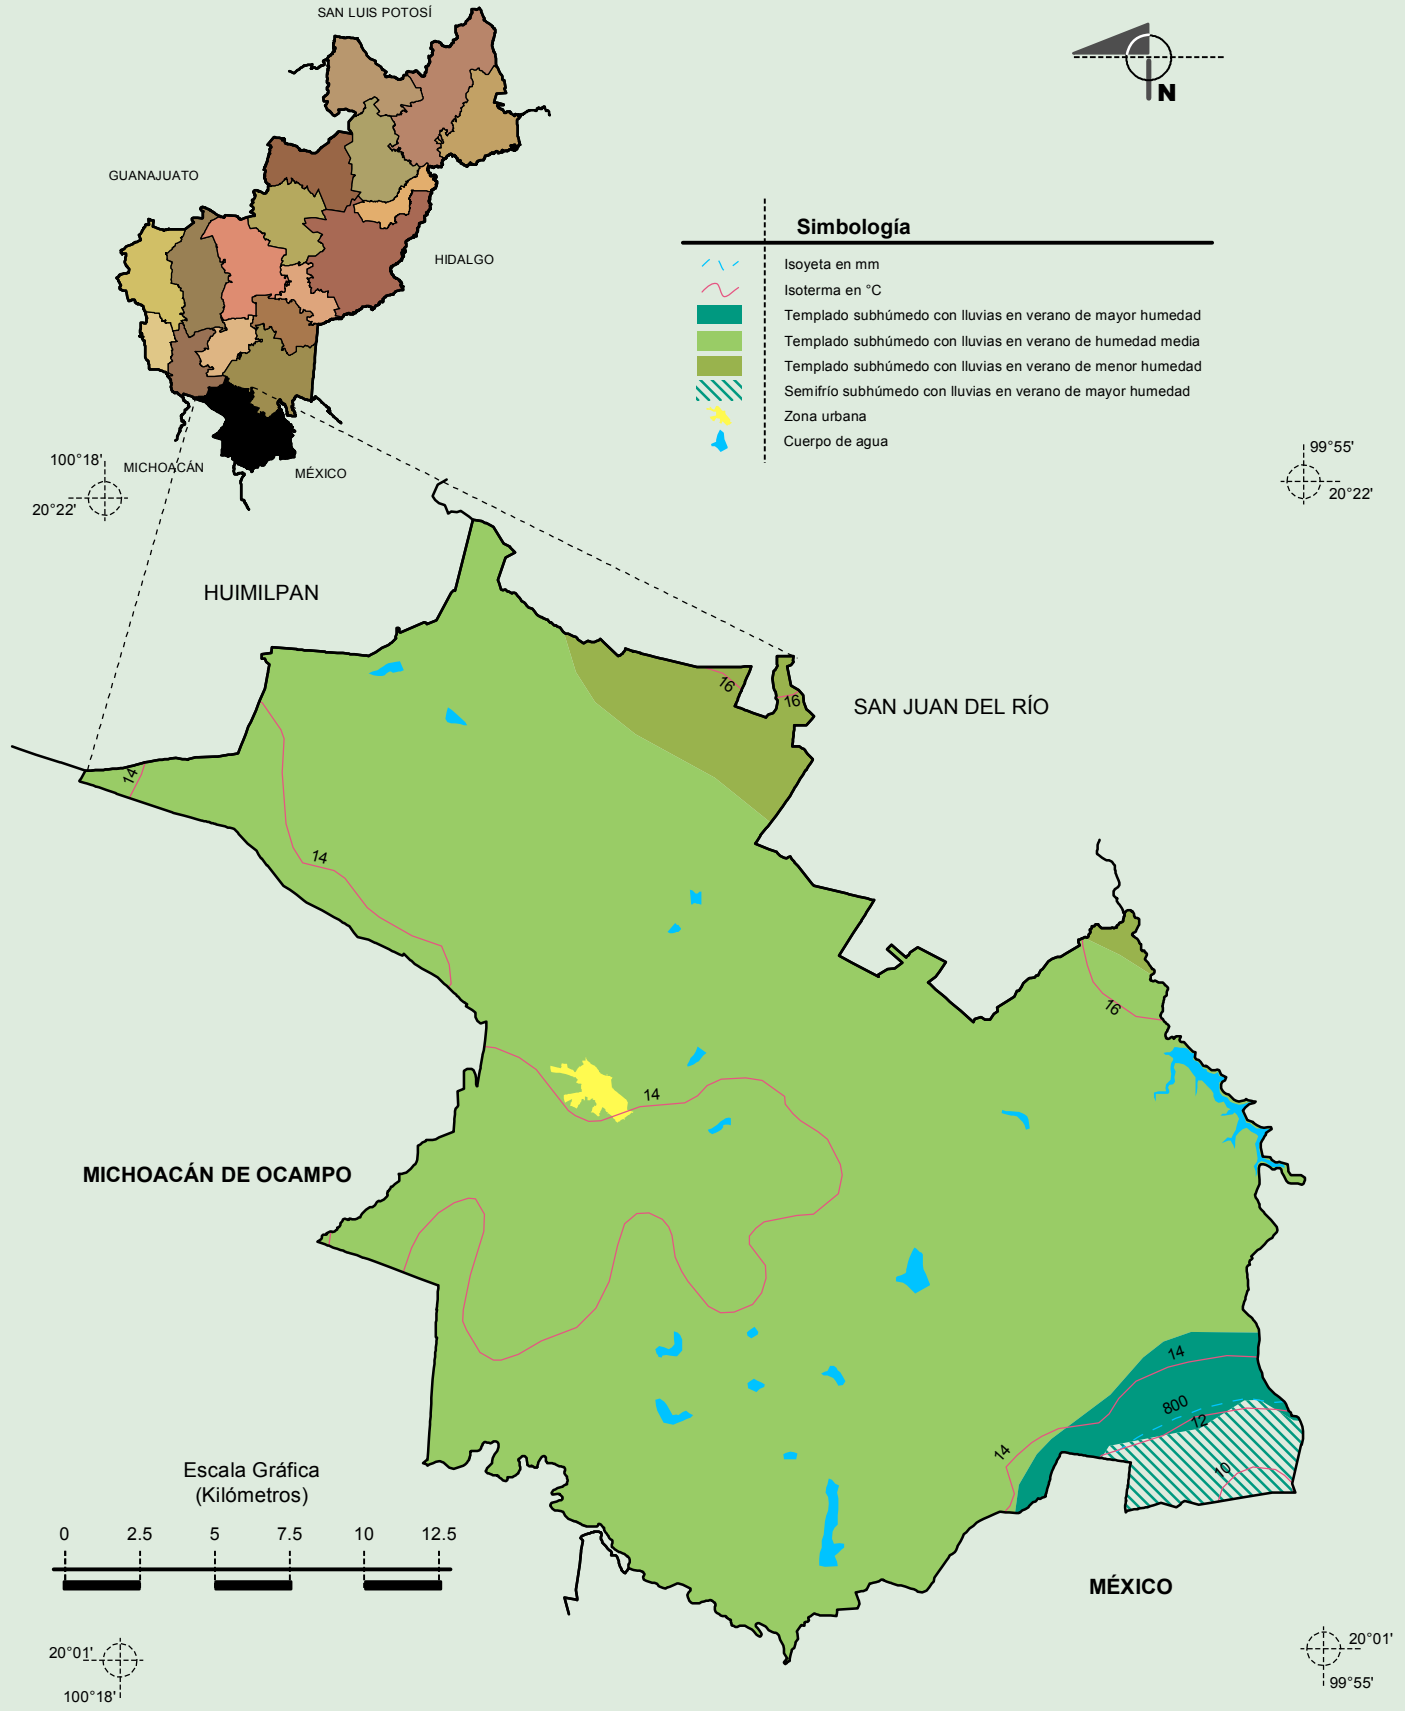 SAN LUIS POTOSÍ
N
GUANAJUATO
HIDALGO
MICHOACÁN
MÉXICO
Simbología
Isoyeta en mm
Isoterma en °C
Templado subhúmedo con lluvias en verano de mayor humedad
Templado subhúmedo con lluvias en verano de humedad media
Templado subhúmedo con lluvias en verano de menor humedad
Semifrío subhúmedo con lluvias en verano de mayor humedad
Zona urbana
Cuerpo de agua
100°18'
20°22'
99°55'
20°22'
HUIMILPAN
16
16
SAN JUAN DEL RÍO
14
14
16
14
MICHOACÁN DE OCAMPO
14
800
12
14
10
Escala Gráfica
(Kilómetros)
0 2.5 5 7.5 10 12.5
MÉXICO
20°01'
100°18'
20°01'
99°55'